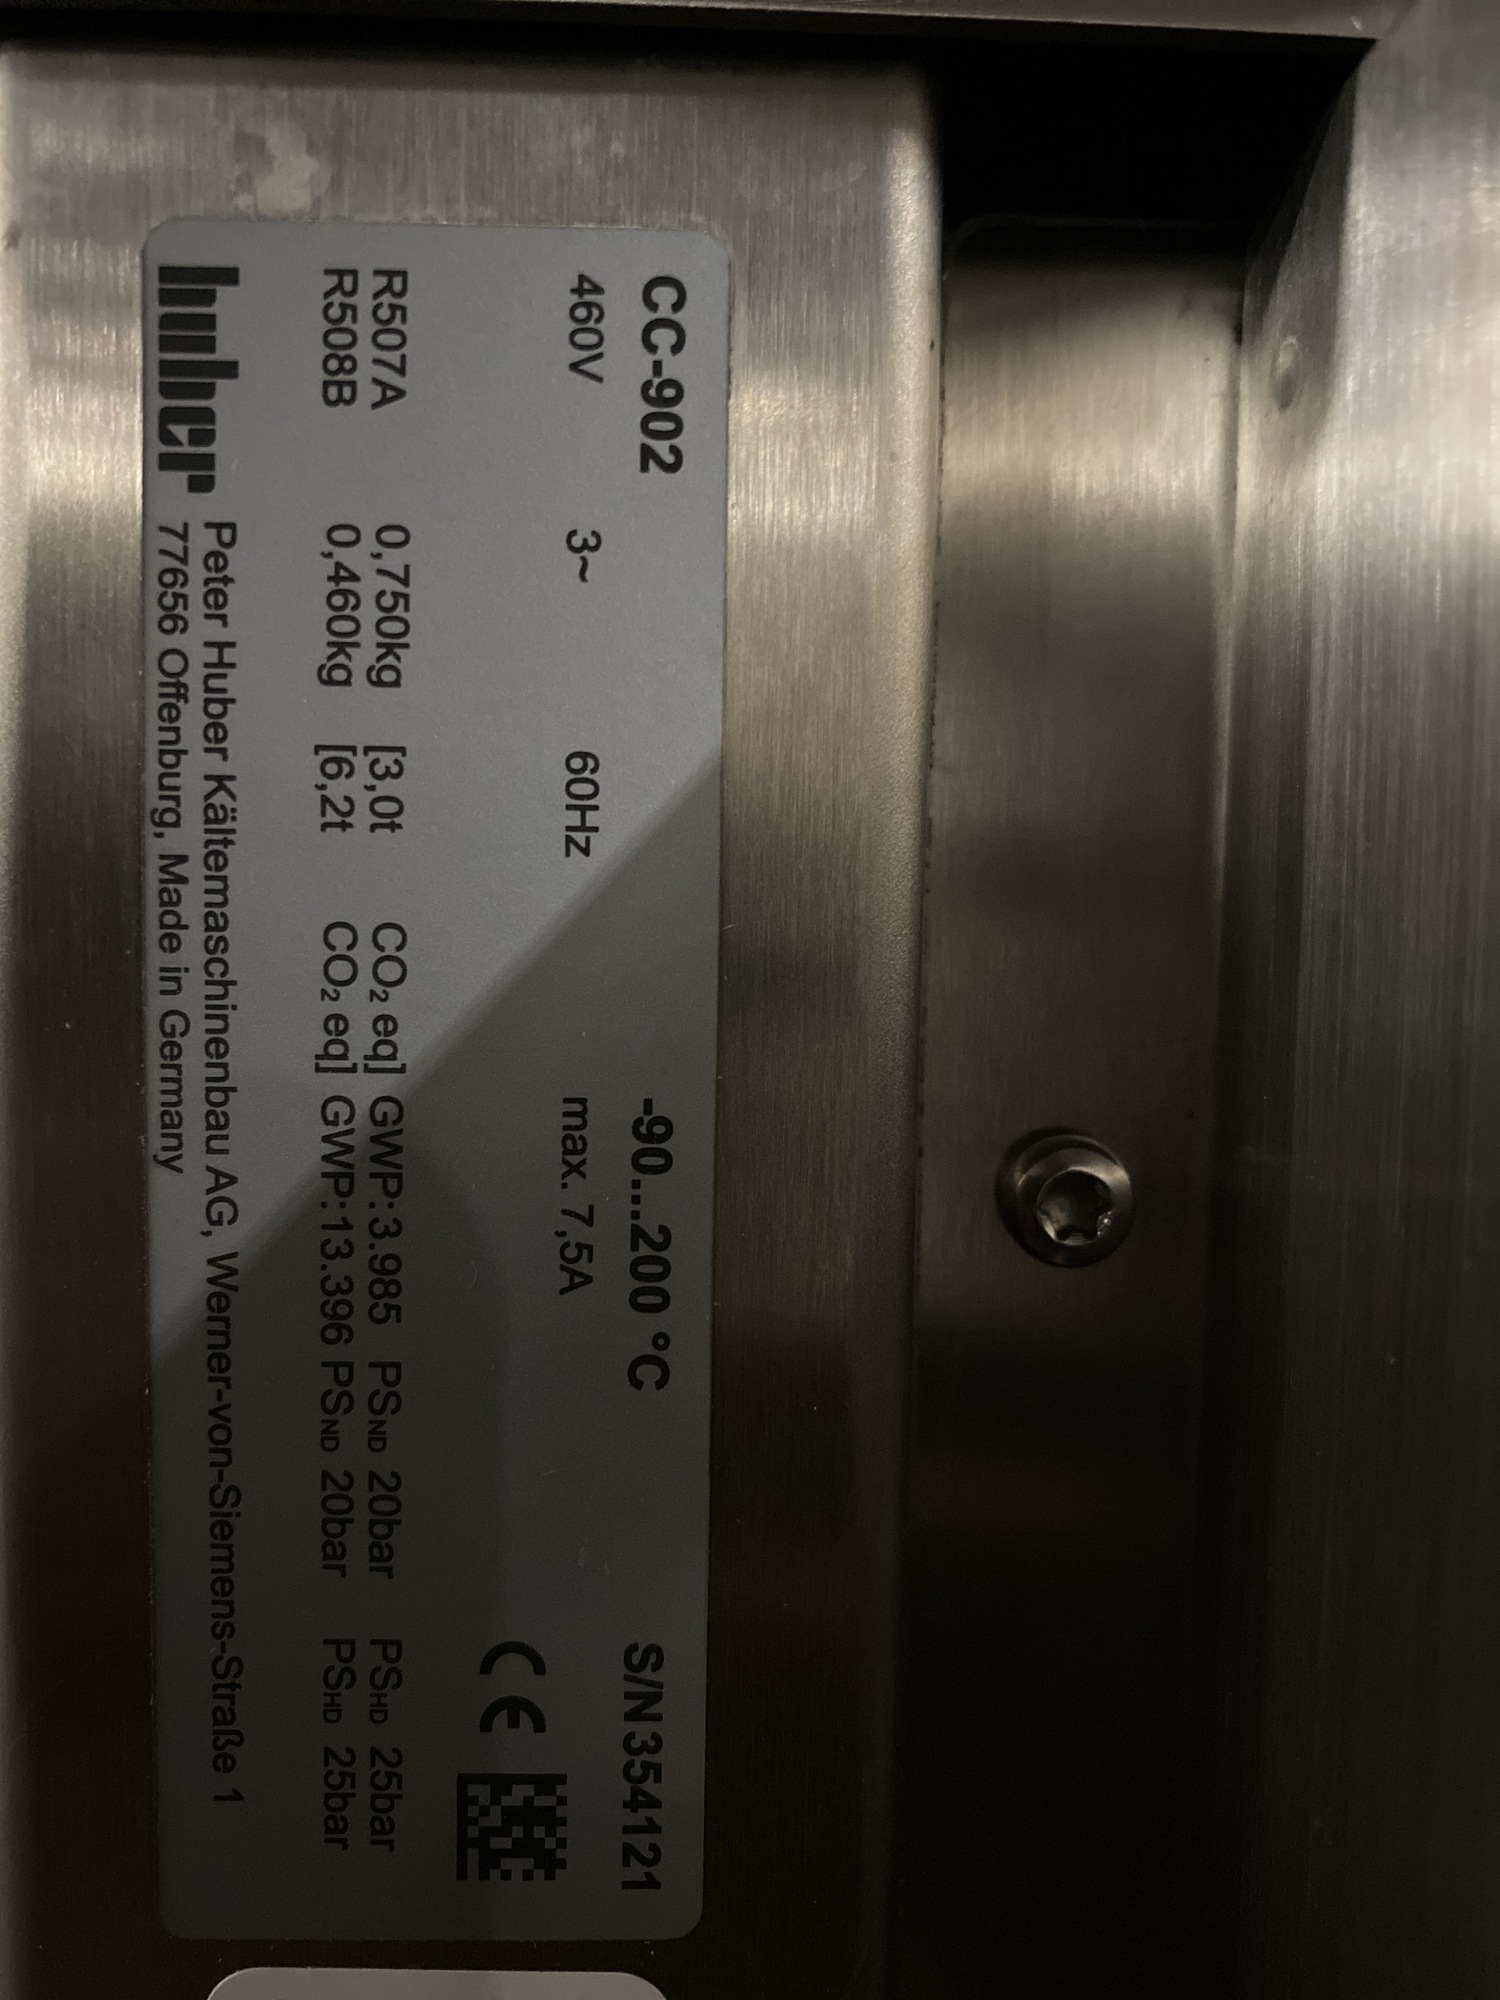 CC-902 -90...200 °C S/N 354121
460V 3~ 60Hz max. 7,5A
CE
R507A 0,750kg [3,0t CO₂ eq] GWP:3.985 PSND 20bar PSHD 25bar
R508B 0,460kg [6,2t CO₂ eq] GWP:13.396 PSND 20bar PSHD 25bar
huber
Peter Huber Kältemaschinenbau AG, Werner-von-Siemens-Straße 1
77656 Offenburg, Made in Germany